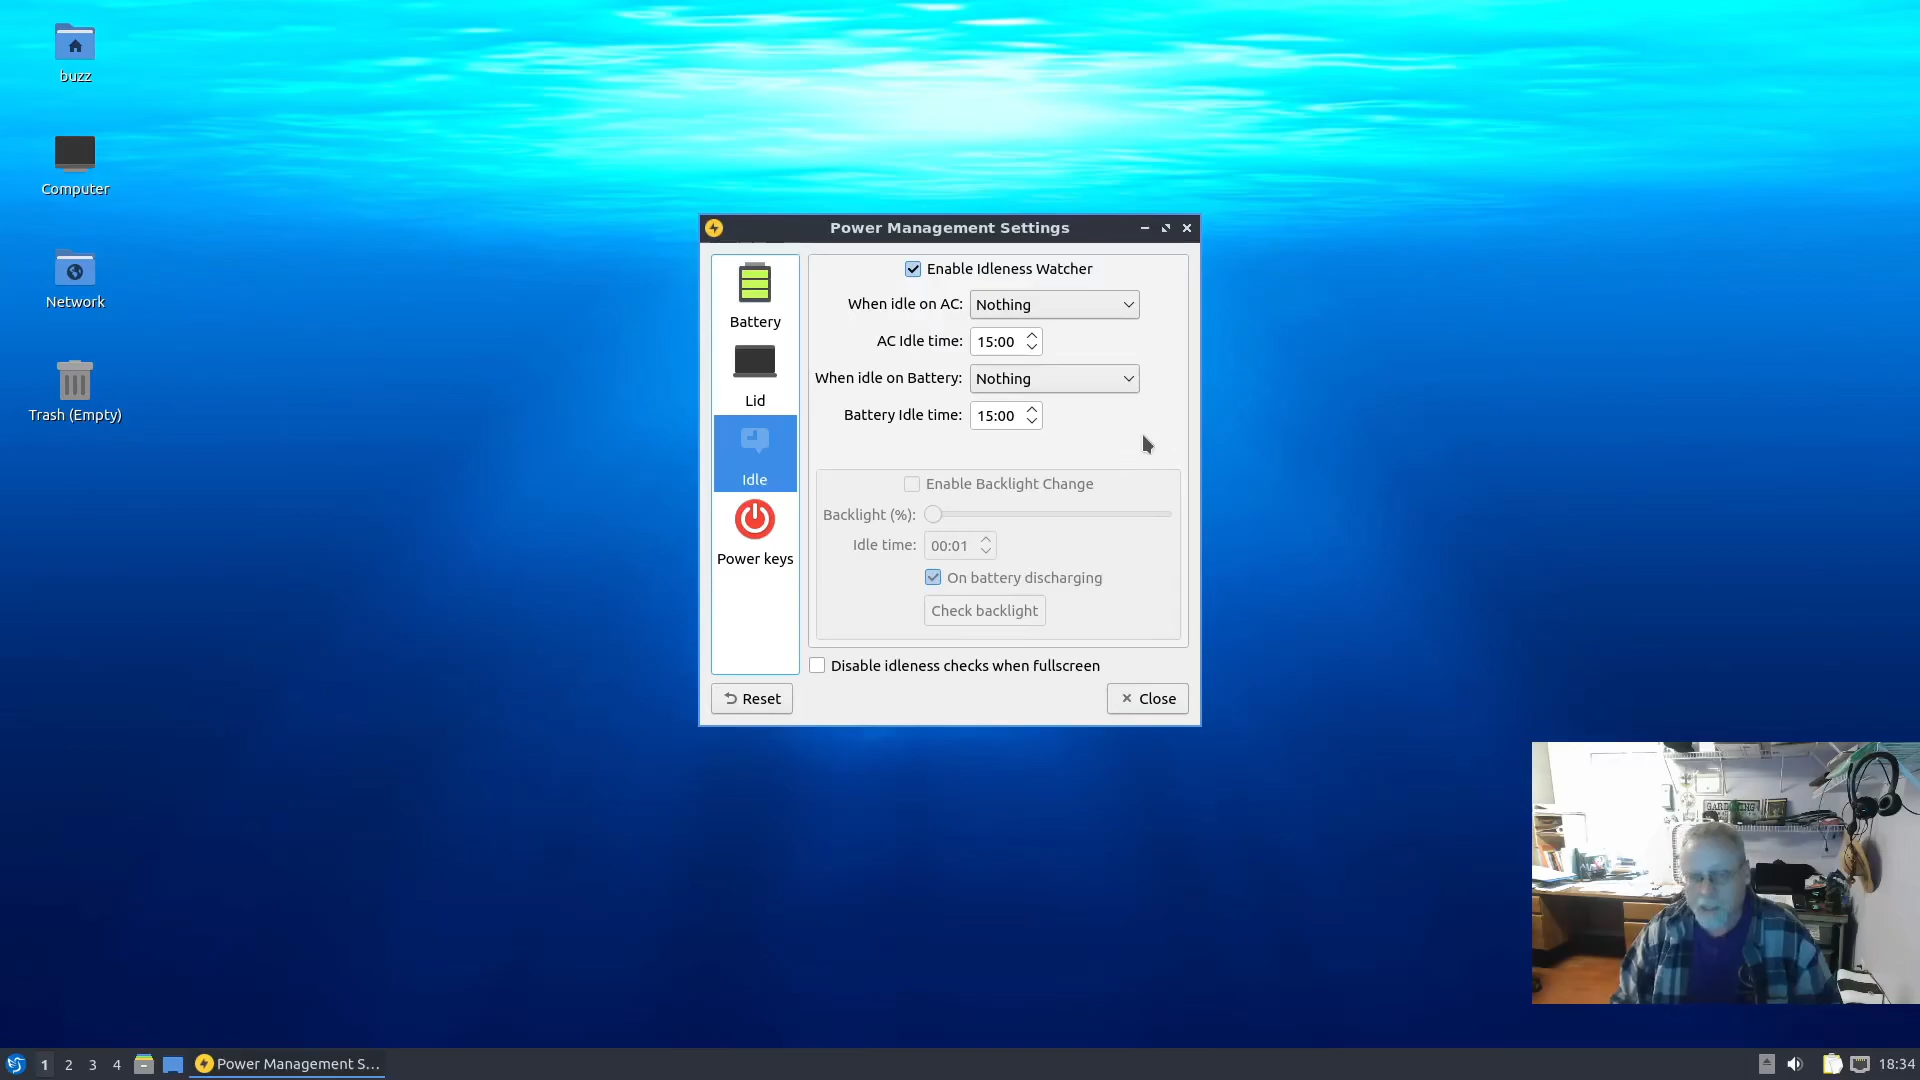 buzz
Computer
Network
Trash (Empty)
Power Management Settings
Battery
Lid
Idle
Power keys
Enable Idleness Watcher
When idle on AC: Nothing
AC Idle time: 15:00
When idle on Battery: Nothing
Battery Idle time: 15:00
Enable Backlight Change
Backlight (%):
Idle time: 00:01
On battery discharging
Check backlight
Disable idleness checks when fullscreen
Reset
Close
1 2 3 4 Power Management S... 18:34